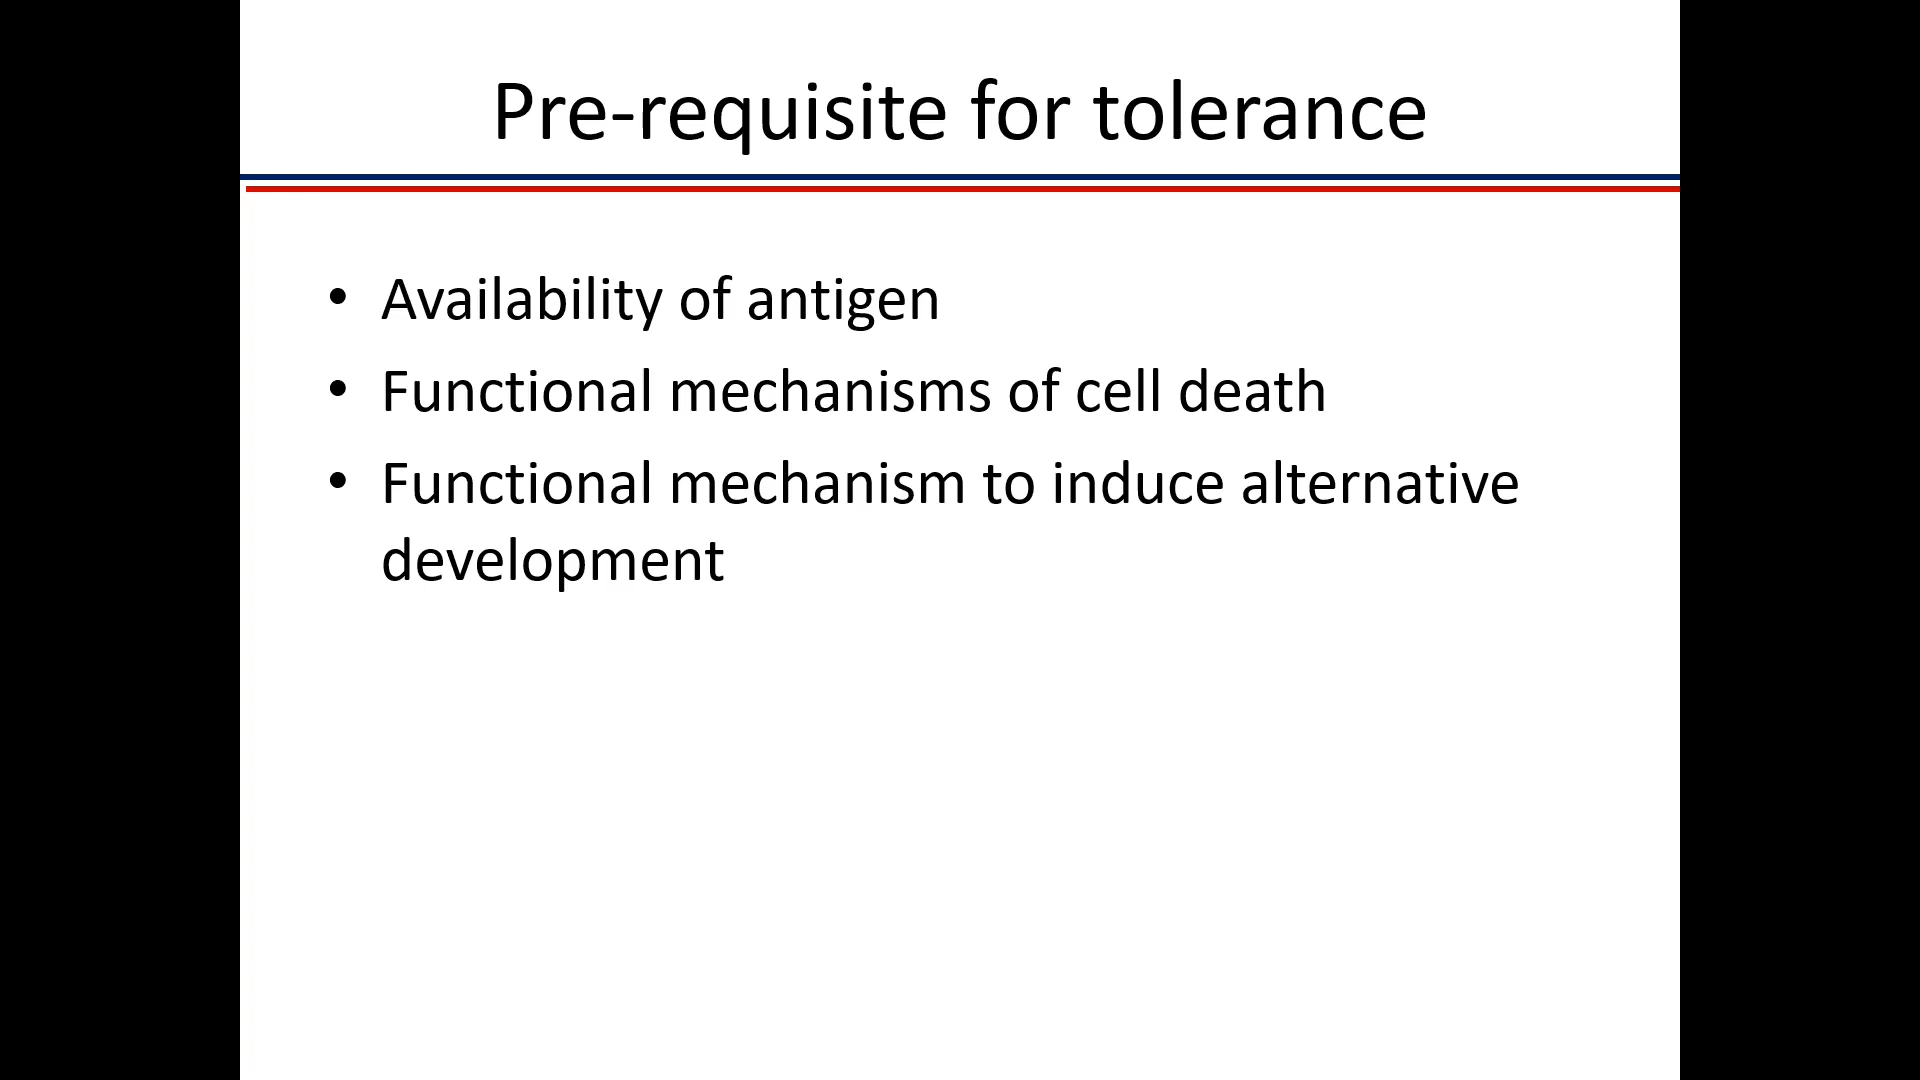 Pre-requisite for tolerance
• Availability of antigen
• Functional mechanisms of cell death
• Functional mechanism to induce alternative
development